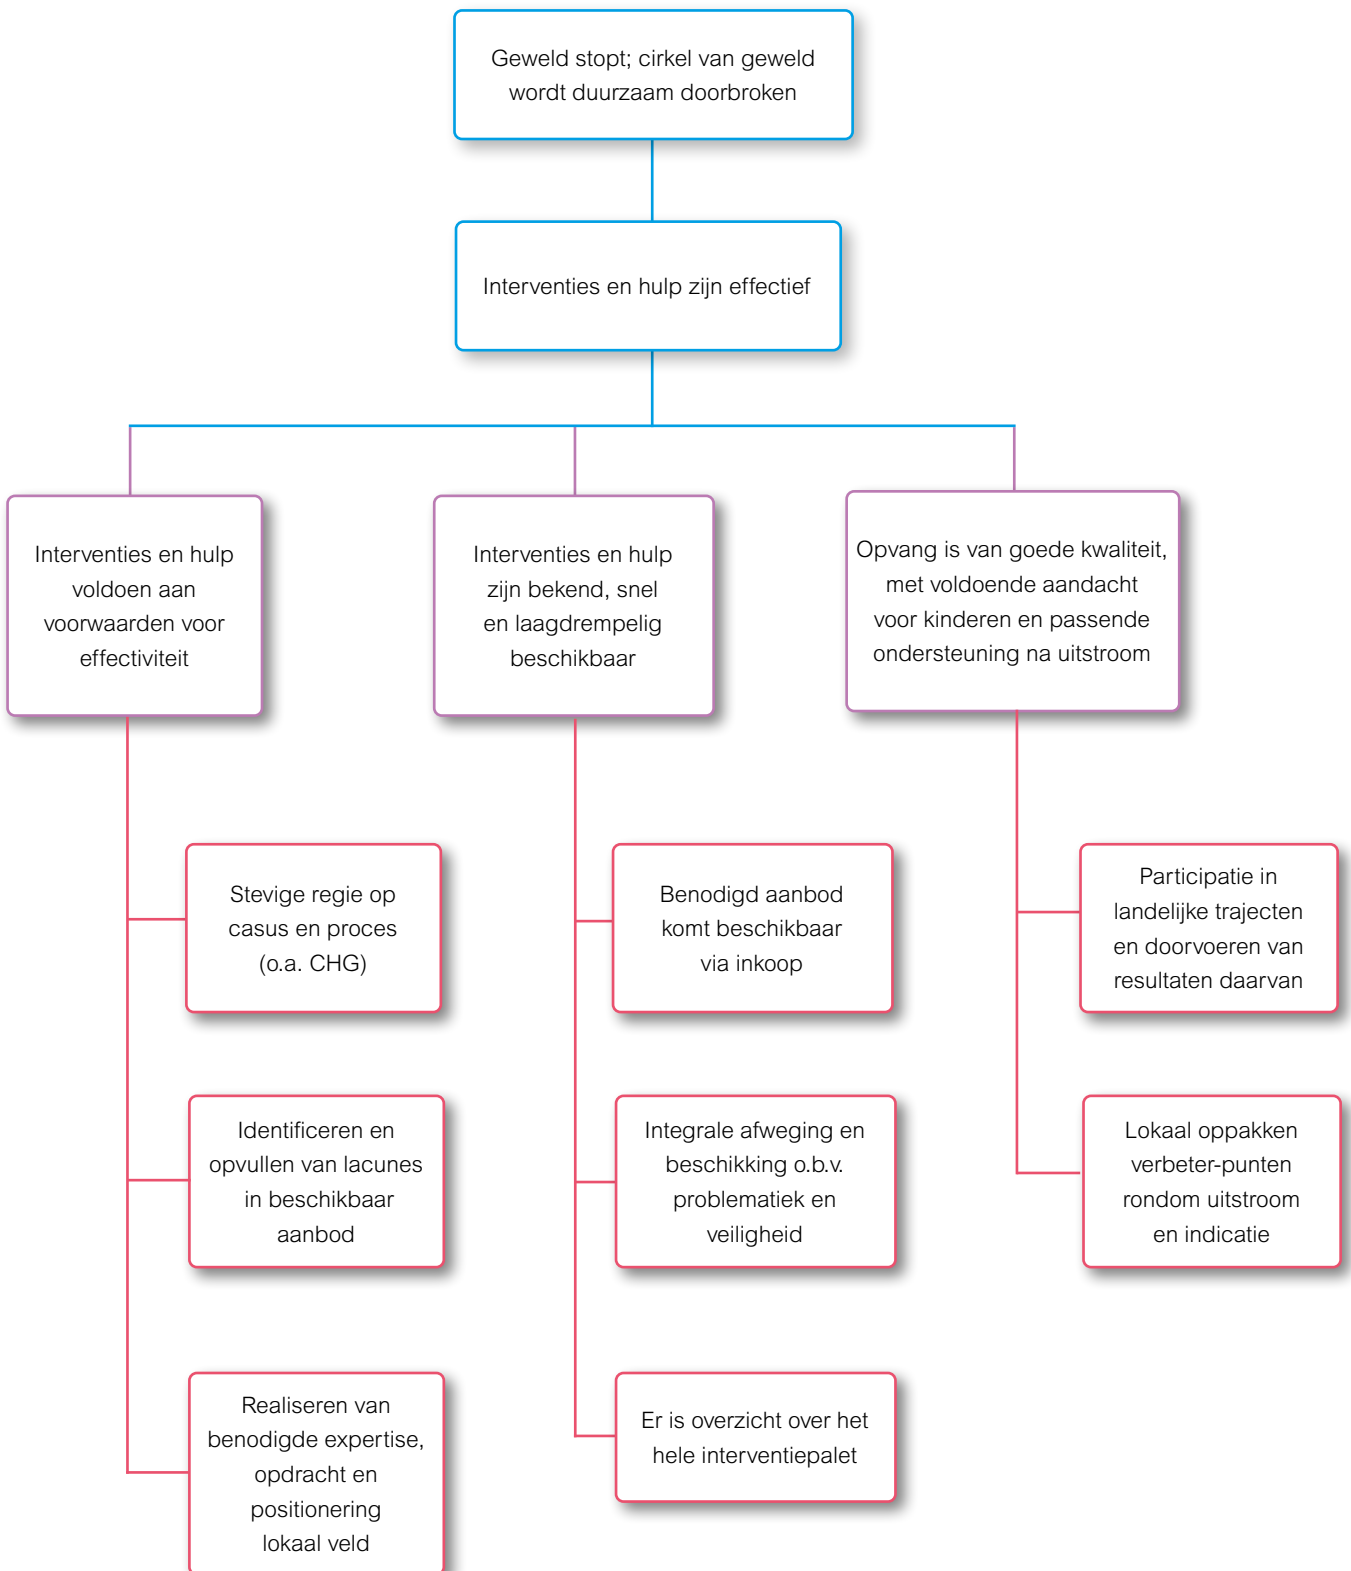 Geweld stopt; cirkel van geweld
wordt duurzaam doorbroken
Interventies en hulp zijn effectief
Interventies en hulp
voldoen aan
voorwaarden voor
effectiviteit
Interventies en hulp
zijn bekend, snel
en laagdrempelig
beschikbaar
Opvang is van goede kwaliteit,
met voldoende aandacht
voor kinderen en passende
ondersteuning na uitstroom
Stevige regie op
casus en proces
(o.a. CHG)
Benodigd aanbod
komt beschikbaar
via inkoop
Participatie in
landelijke trajecten
en doorvoeren van
resultaten daarvan
Identificeren en
opvullen van lacunes
in beschikbaar
aanbod
Integrale afweging en
beschikking o.b.v.
problematiek en
veiligheid
Lokaal oppakken
verbeter-punten
rondom uitstroom
en indicatie
Realiseren van
benodigde expertise,
opdracht en
positionering
lokaal veld
Er is overzicht over het
hele interventiepalet